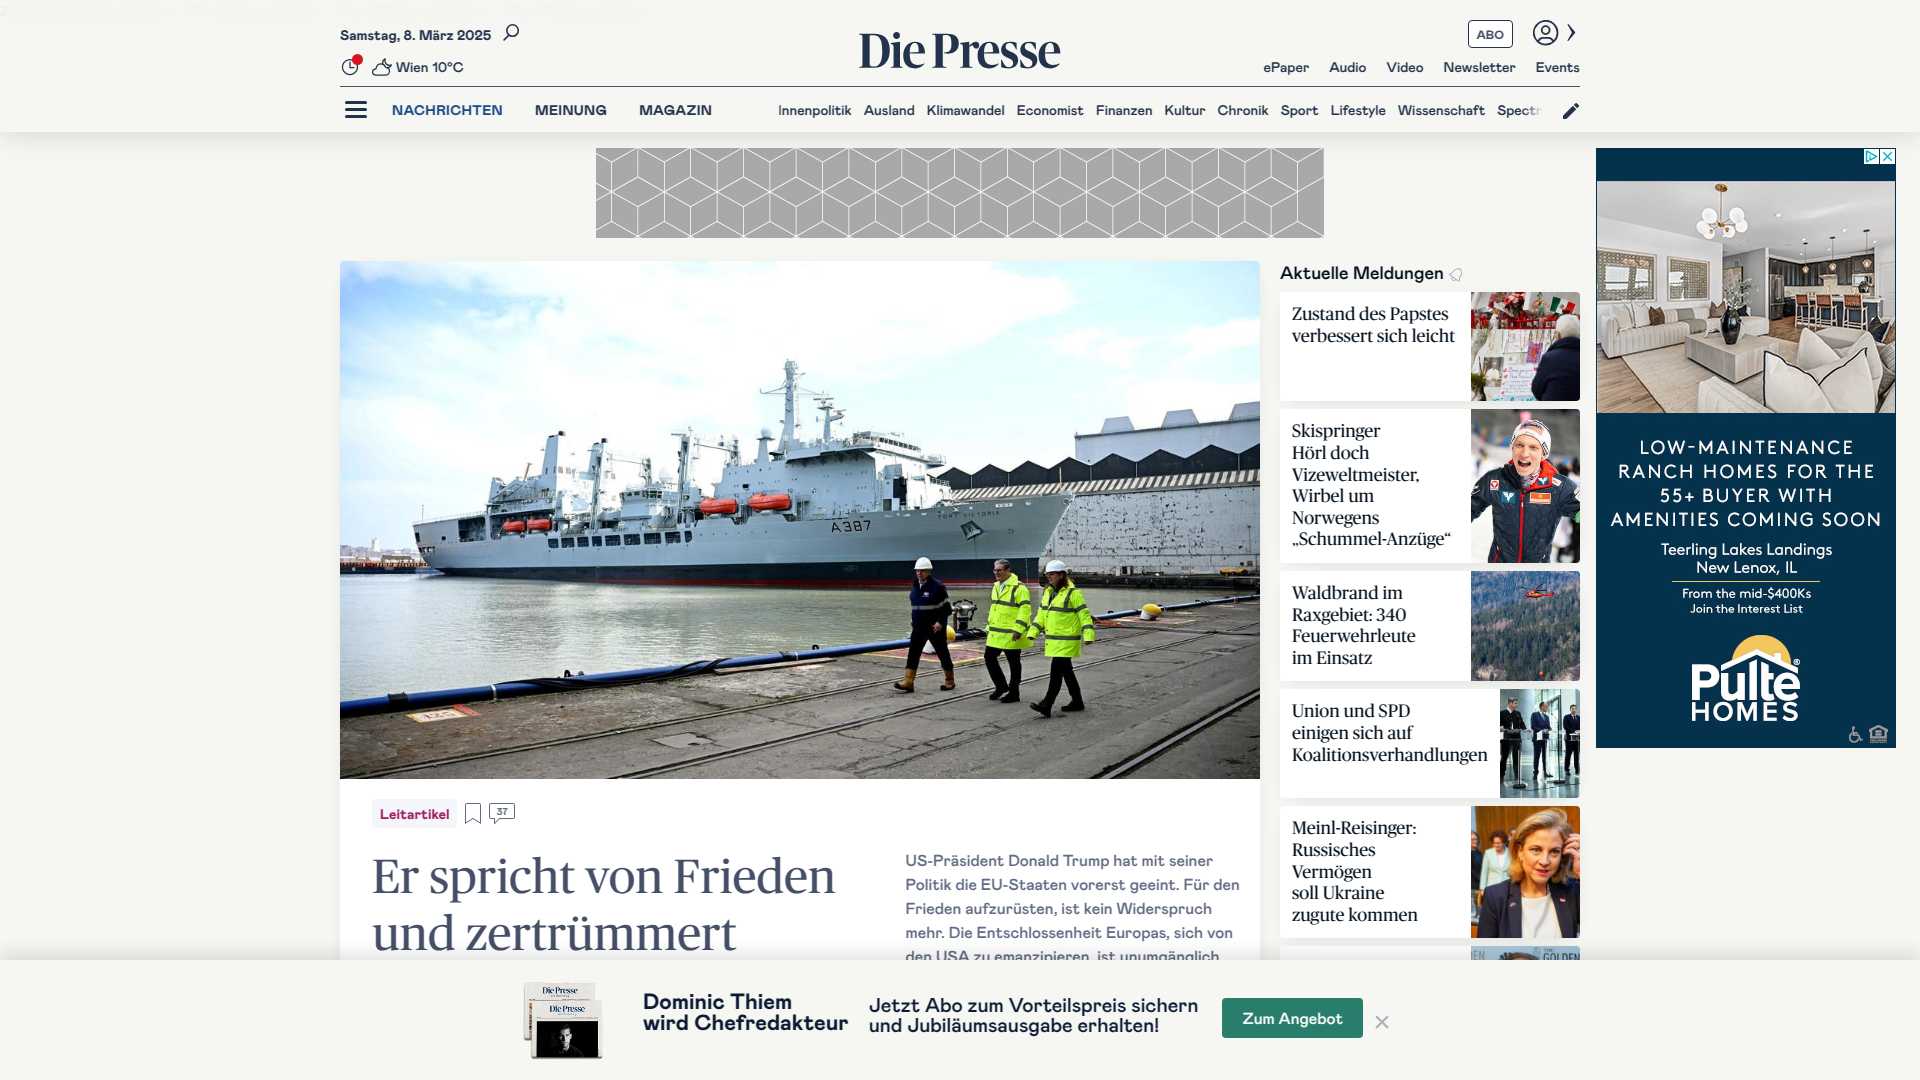 Samstag, 8. März 2025
Wien 10°C
Die Presse
ABO
ePaper Audio Video Newsletter Events
NACHRICHTEN MEINUNG MAGAZIN
Innenpolitik Ausland Klimawandel Economist Finanzen Kultur Chronik Sport Lifestyle Wissenschaft
A387
Leitartikel
37
Er spricht von Frieden
und zertrümmert
US-Präsident Donald Trump hat mit seiner
Politik die EU-Staaten vorerst geeint. Für den
Frieden aufzurüsten, ist kein Widerspruch
mehr. Die Entschlossenheit Europas, sich von
den USA zu emanzipieren, ist unumgänglich
Aktuelle Meldungen
Zustand des Papstes
verbessert sich leicht
Skispringer
Hörl doch
Vizeweltmeister,
Wirbel um
Norwegens
„Schummel-Anzüge“
Waldbrand im
Raxgebiet: 340
Feuerwehrleute
im Einsatz
Union und SPD
einigen sich auf
Koalitionsverhandlungen
Meinl-Reisinger:
Russisches
Vermögen
soll Ukraine
zugute kommen
GOLDEN
LOW-MAINTENANCE
RANCH HOMES FOR THE
55+ BUYER WITH
AMENITIES COMING SOON
Teerling Lakes Landings
New Lenox, IL
From the mid-$400Ks
Join the Interest List
Pulte®
HOMES
Die Presse
Die Presse
Dominic Thiem
wird Chefredakteur
Jetzt Abo zum Vorteilspreis sichern
und Jubiläumsausgabe erhalten!
Zum Angebot